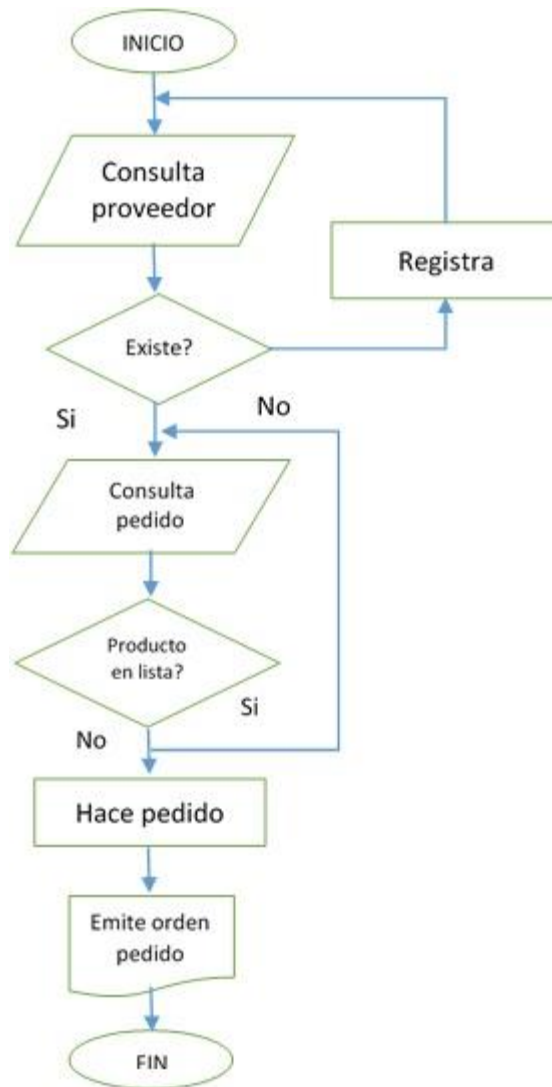 INICIO
Consulta
proveedor
Registra
Existe?
Si
No
Consulta
pedido
Producto
en lista?
Si
No
Hace pedido
Emite orden
pedido
FIN